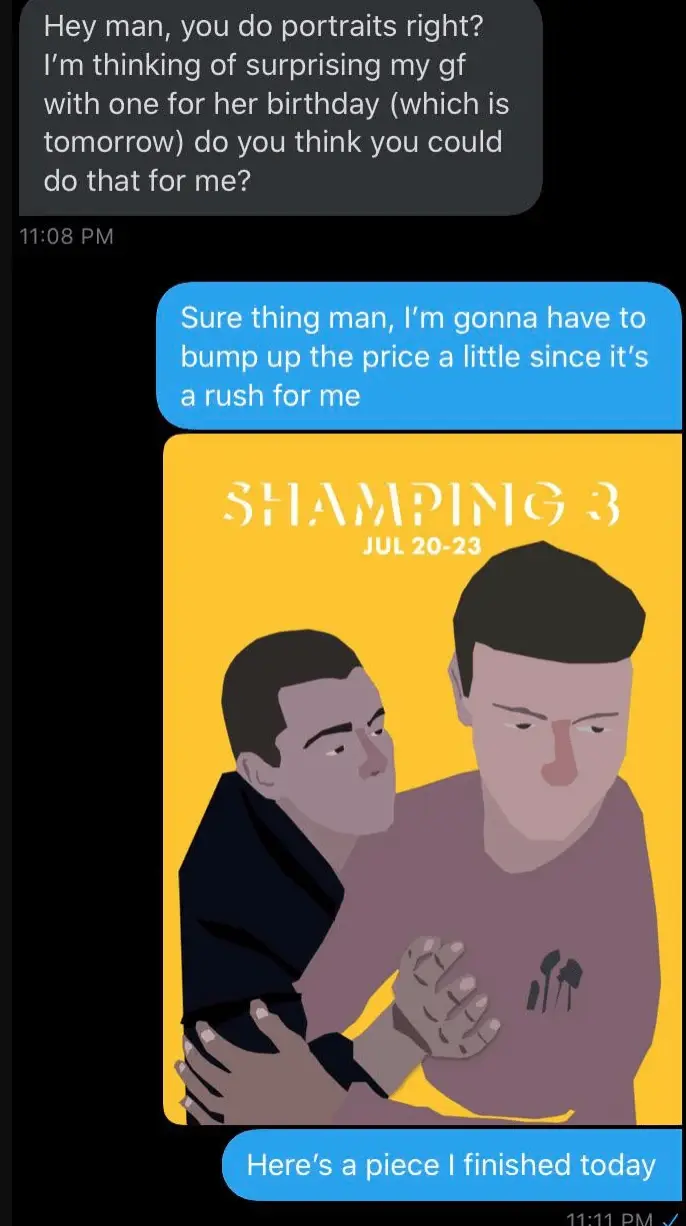 Hey man, you do portraits right?
I'm thinking of surprising my gf
with one for her birthday (which is
tomorrow) do you think you could
do that for me?
11:08 PM
Sure thing man, I'm gonna have to
bump up the price a little since it's
a rush for me
SHAMPING 3
JUL 20-23
Here's a piece I finished today
11:11 PM ✓